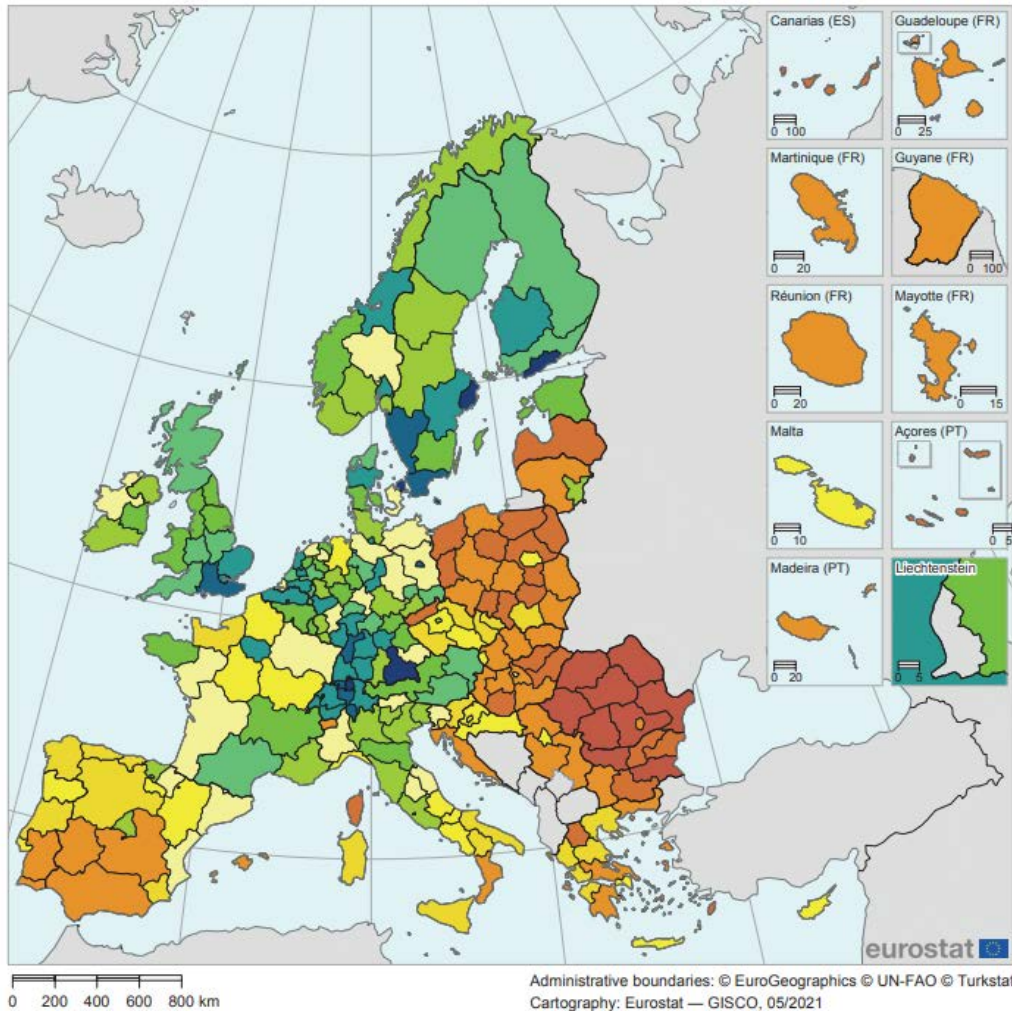 Canarias (ES)
0 100
Guadeloupe (FR)
0 25
Martinique (FR)
0 20
Guyane (FR)
0 100
Réunion (FR)
0 20
Mayotte (FR)
0 15
Malta
0 10
Açores (PT)
0 5
Madeira (PT)
0 20
Liechtenstein
0 5
eurostat
0 200 400 600 800 km
Administrative boundaries: © EuroGeographics © UN-FAO © Turkstat
Cartography: Eurostat — GISCO, 05/2021